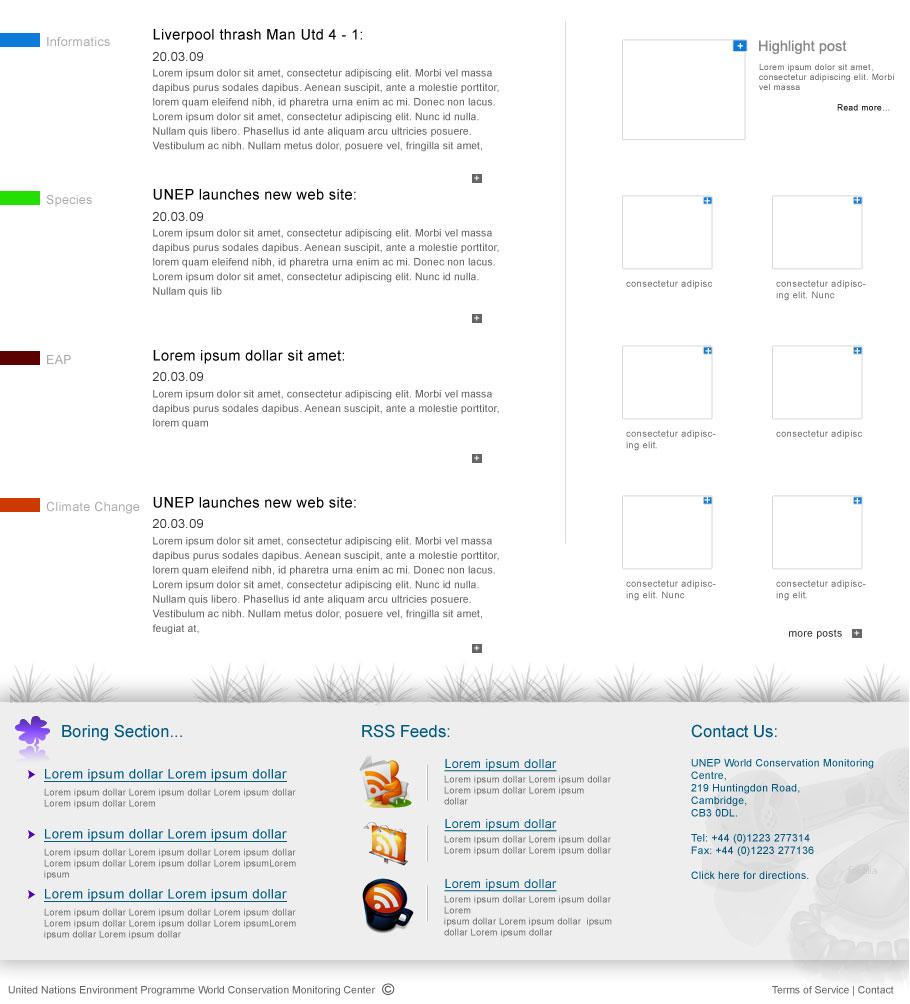 Informatics
Liverpool thrash Man Utd 4 - 1:
20.03.09
Lorem ipsum dolor sit amet, consectetur adipiscing elit. Morbi vel massa
dapibus purus sodales dapibus. Aenean suscipit, ante a molestie porttitor,
lorem quam eleifend nibh, id pharetra urna enim ac mi. Donec non lacus.
Lorem ipsum dolor sit amet, consectetur adipiscing elit. Nunc id nulla.
Nullam quis libero. Phasellus id ante aliquam arcu ultricies posuere.
Vestibulum ac nibh. Nullam metus dolor, posuere vel, fringilla sit amet,
Species
UNEP launches new web site:
20.03.09
Lorem ipsum dolor sit amet, consectetur adipiscing elit. Morbi vel massa
dapibus purus sodales dapibus. Aenean suscipit, ante a molestie porttitor,
lorem quam eleifend nibh, id pharetra urna enim ac mi. Donec non lacus.
Lorem ipsum dolor sit amet, consectetur adipiscing elit. Nunc id nulla.
Nullam quis lib
EAP
Lorem ipsum dollar sit amet:
20.03.09
Lorem ipsum dolor sit amet, consectetur adipiscing elit. Morbi vel massa
dapibus purus sodales dapibus. Aenean suscipit, ante a molestie porttitor,
lorem quam
Climate Change
UNEP launches new web site:
20.03.09
Lorem ipsum dolor sit amet, consectetur adipiscing elit. Morbi vel massa
dapibus purus sodales dapibus. Aenean suscipit, ante a molestie porttitor,
lorem quam eleifend nibh, id pharetra urna enim ac mi. Donec non lacus.
Lorem ipsum dolor sit amet, consectetur adipiscing elit. Nunc id nulla.
Nullam quis libero. Phasellus id ante aliquam arcu ultricies posuere.
Vestibulum ac nibh. Nullam metus dolor, posuere vel, fringilla sit amet,
feugiat at,
Highlight post
Lorem ipsum dolor sit amet,
consectetur adipiscing elit. Morbi
vel massa
Read more...
consectetur adipisc
consectetur adipisc-
ing elit. Nunc
consectetur adipisc-
ing elit.
consectetur adipisc
consectetur adipisc-
ing elit. Nunc
consectetur adipisc-
ing elit.
more posts
Boring Section...
Lorem ipsum dollar Lorem ipsum dollar
Lorem ipsum dollar Lorem ipsum dollar Lorem ipsum dollar
Lorem ipsum dollar Lorem
Lorem ipsum dollar Lorem ipsum dollar
Lorem ipsum dollar Lorem ipsum dollar Lorem ipsum dollar
Lorem ipsum dollar Lorem ipsum dollar Lorem ipsumLorem
ipsum
Lorem ipsum dollar Lorem ipsum dollar
Lorem ipsum dollar Lorem ipsum dollar Lorem ipsum dollar
Lorem ipsum dollar Lorem ipsum dollar Lorem ipsumLorem
ipsum dollar Lorem ipsum dollar
RSS Feeds:
Lorem ipsum dollar
Lorem ipsum dollar Lorem ipsum dollar
Lorem ipsum dollar Lorem ipsum
dollar
Lorem ipsum dollar
Lorem ipsum dollar Lorem ipsum dollar
Lorem ipsum dollar Lorem ipsum dollar
Lorem ipsum dollar
Lorem ipsum dollar Lorem ipsum dollar
Lorem
ipsum dollar Lorem ipsum dollar ipsum
dollar Lorem ipsum dollar Lorem ipsum
Contact Us:
UNEP World Conservation Monitoring
Centre,
219 Huntingdon Road,
Cambridge,
CB3 0DL.
Tel: +44 (0)1223 277314
Fax: +44 (0)1223 277136
Click here for directions.
United Nations Environment Programme World Conservation Monitoring Center ©
Terms of Service | Contact